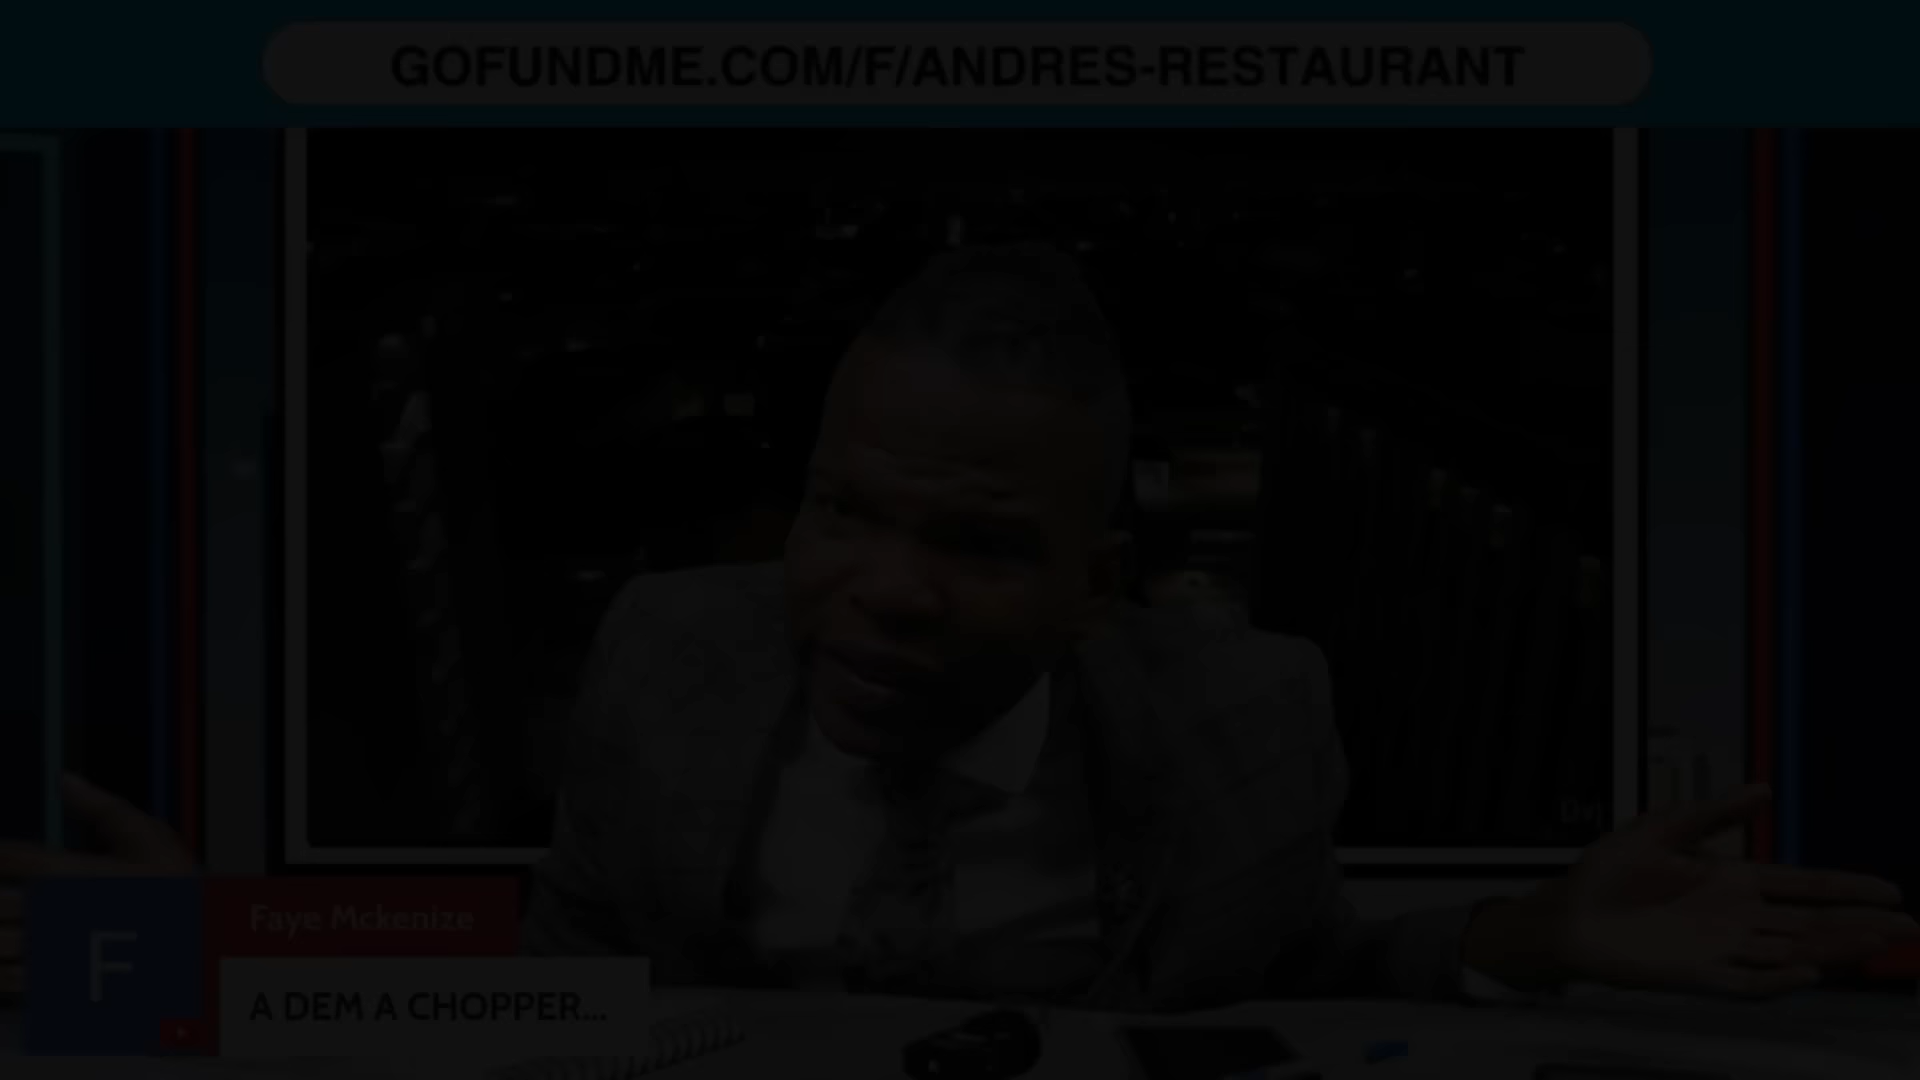 GOFUNDME.COM/F/ANDRES-RESTAURANT
Faye Mckenize
F
A DEM A CHOPPER...